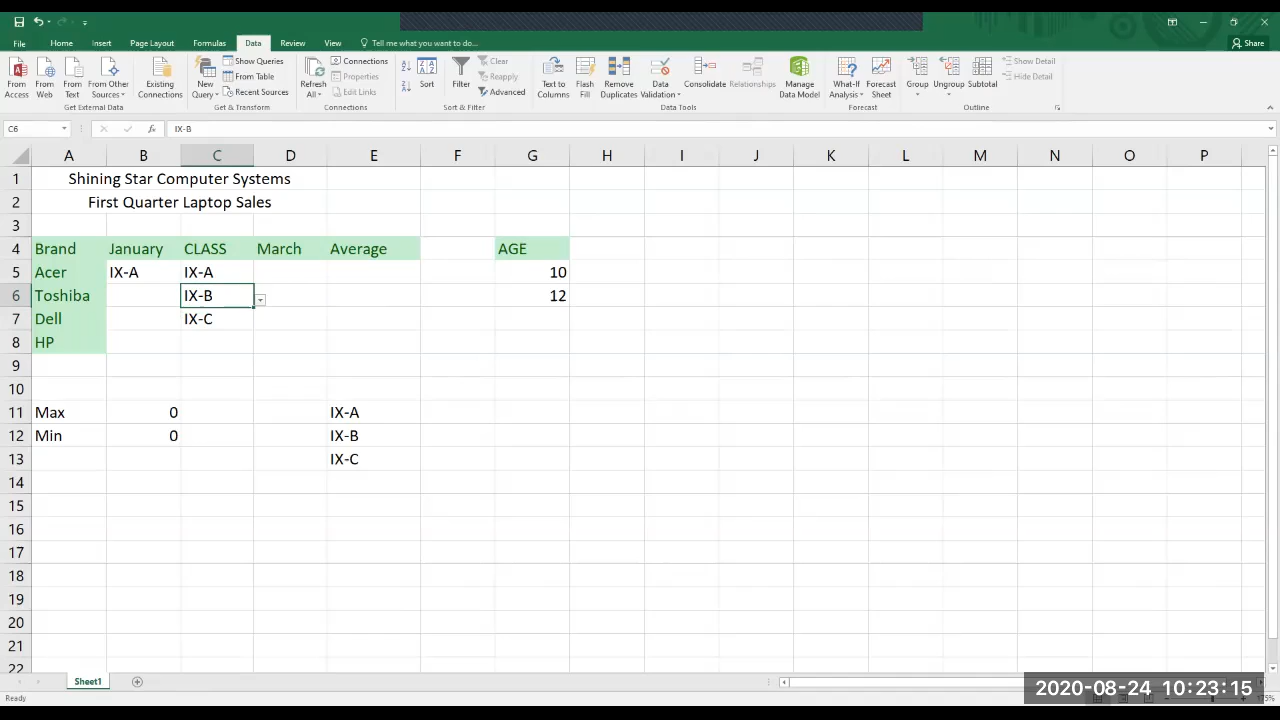 Share
File Home Insert Page Layout Formulas Data Review View Tell me what you want to do...
From Access
From Web
From Text
From Other Sources
Existing Connections
New Query
Show Queries
From Table
Recent Sources
Refresh All
Connections
Properties
Edit Links
Sort
Filter
Clear
Reapply
Advanced
Text to Columns
Flash Fill
Remove Duplicates
Data Validation
Consolidate
Relationships
Manage Data Model
What-If Analysis
Forecast Sheet
Group
Ungroup
Subtotal
Show Detail
Hide Detail
Get External Data
Get & Transform
Connections
Sort & Filter
Data Tools
Forecast
Outline
C6 fx IX-B
A B C D E F G H I J K L M N O P
1 Shining Star Computer Systems
2 First Quarter Laptop Sales
3
4 Brand January CLASS March Average AGE
5 Acer IX-A IX-A 10
6 Toshiba IX-B 12
7 Dell IX-C
8 HP
9
10
11 Max 0 IX-A
12 Min 0 IX-B
13 IX-C
14
15
16
17
18
19
20
21
22
Sheet1
Ready
2020-08-24 10:23:15